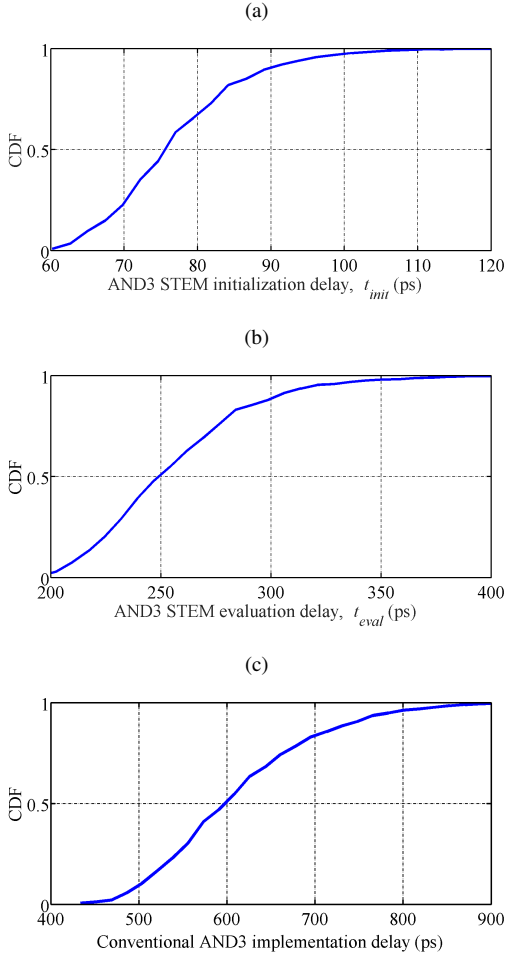 (a)
1
CDF
0.5
0
60 70 80 90 100 110 120
AND3 STEM initialization delay, t_init (ps)
(b)
1
CDF
0.5
0
200 250 300 350 400
AND3 STEM evaluation delay, t_eval (ps)
(c)
1
CDF
0.5
0
400 500 600 700 800 900
Conventional AND3 implementation delay (ps)